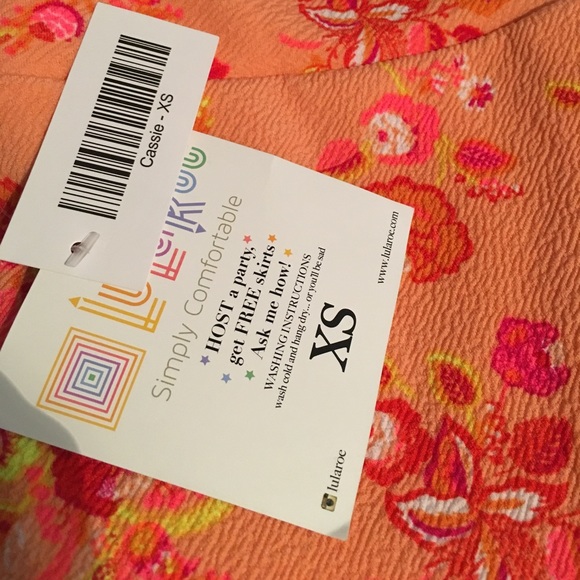 Cassie - XS
LuLaRoe
Simply Comfortable
HOST a party,
get FREE skirts
Ask me how!
WASHING INSTRUCTIONS
wash cold and hang dry... or you'll be sad
XS
www.lularoe.com
lularoe